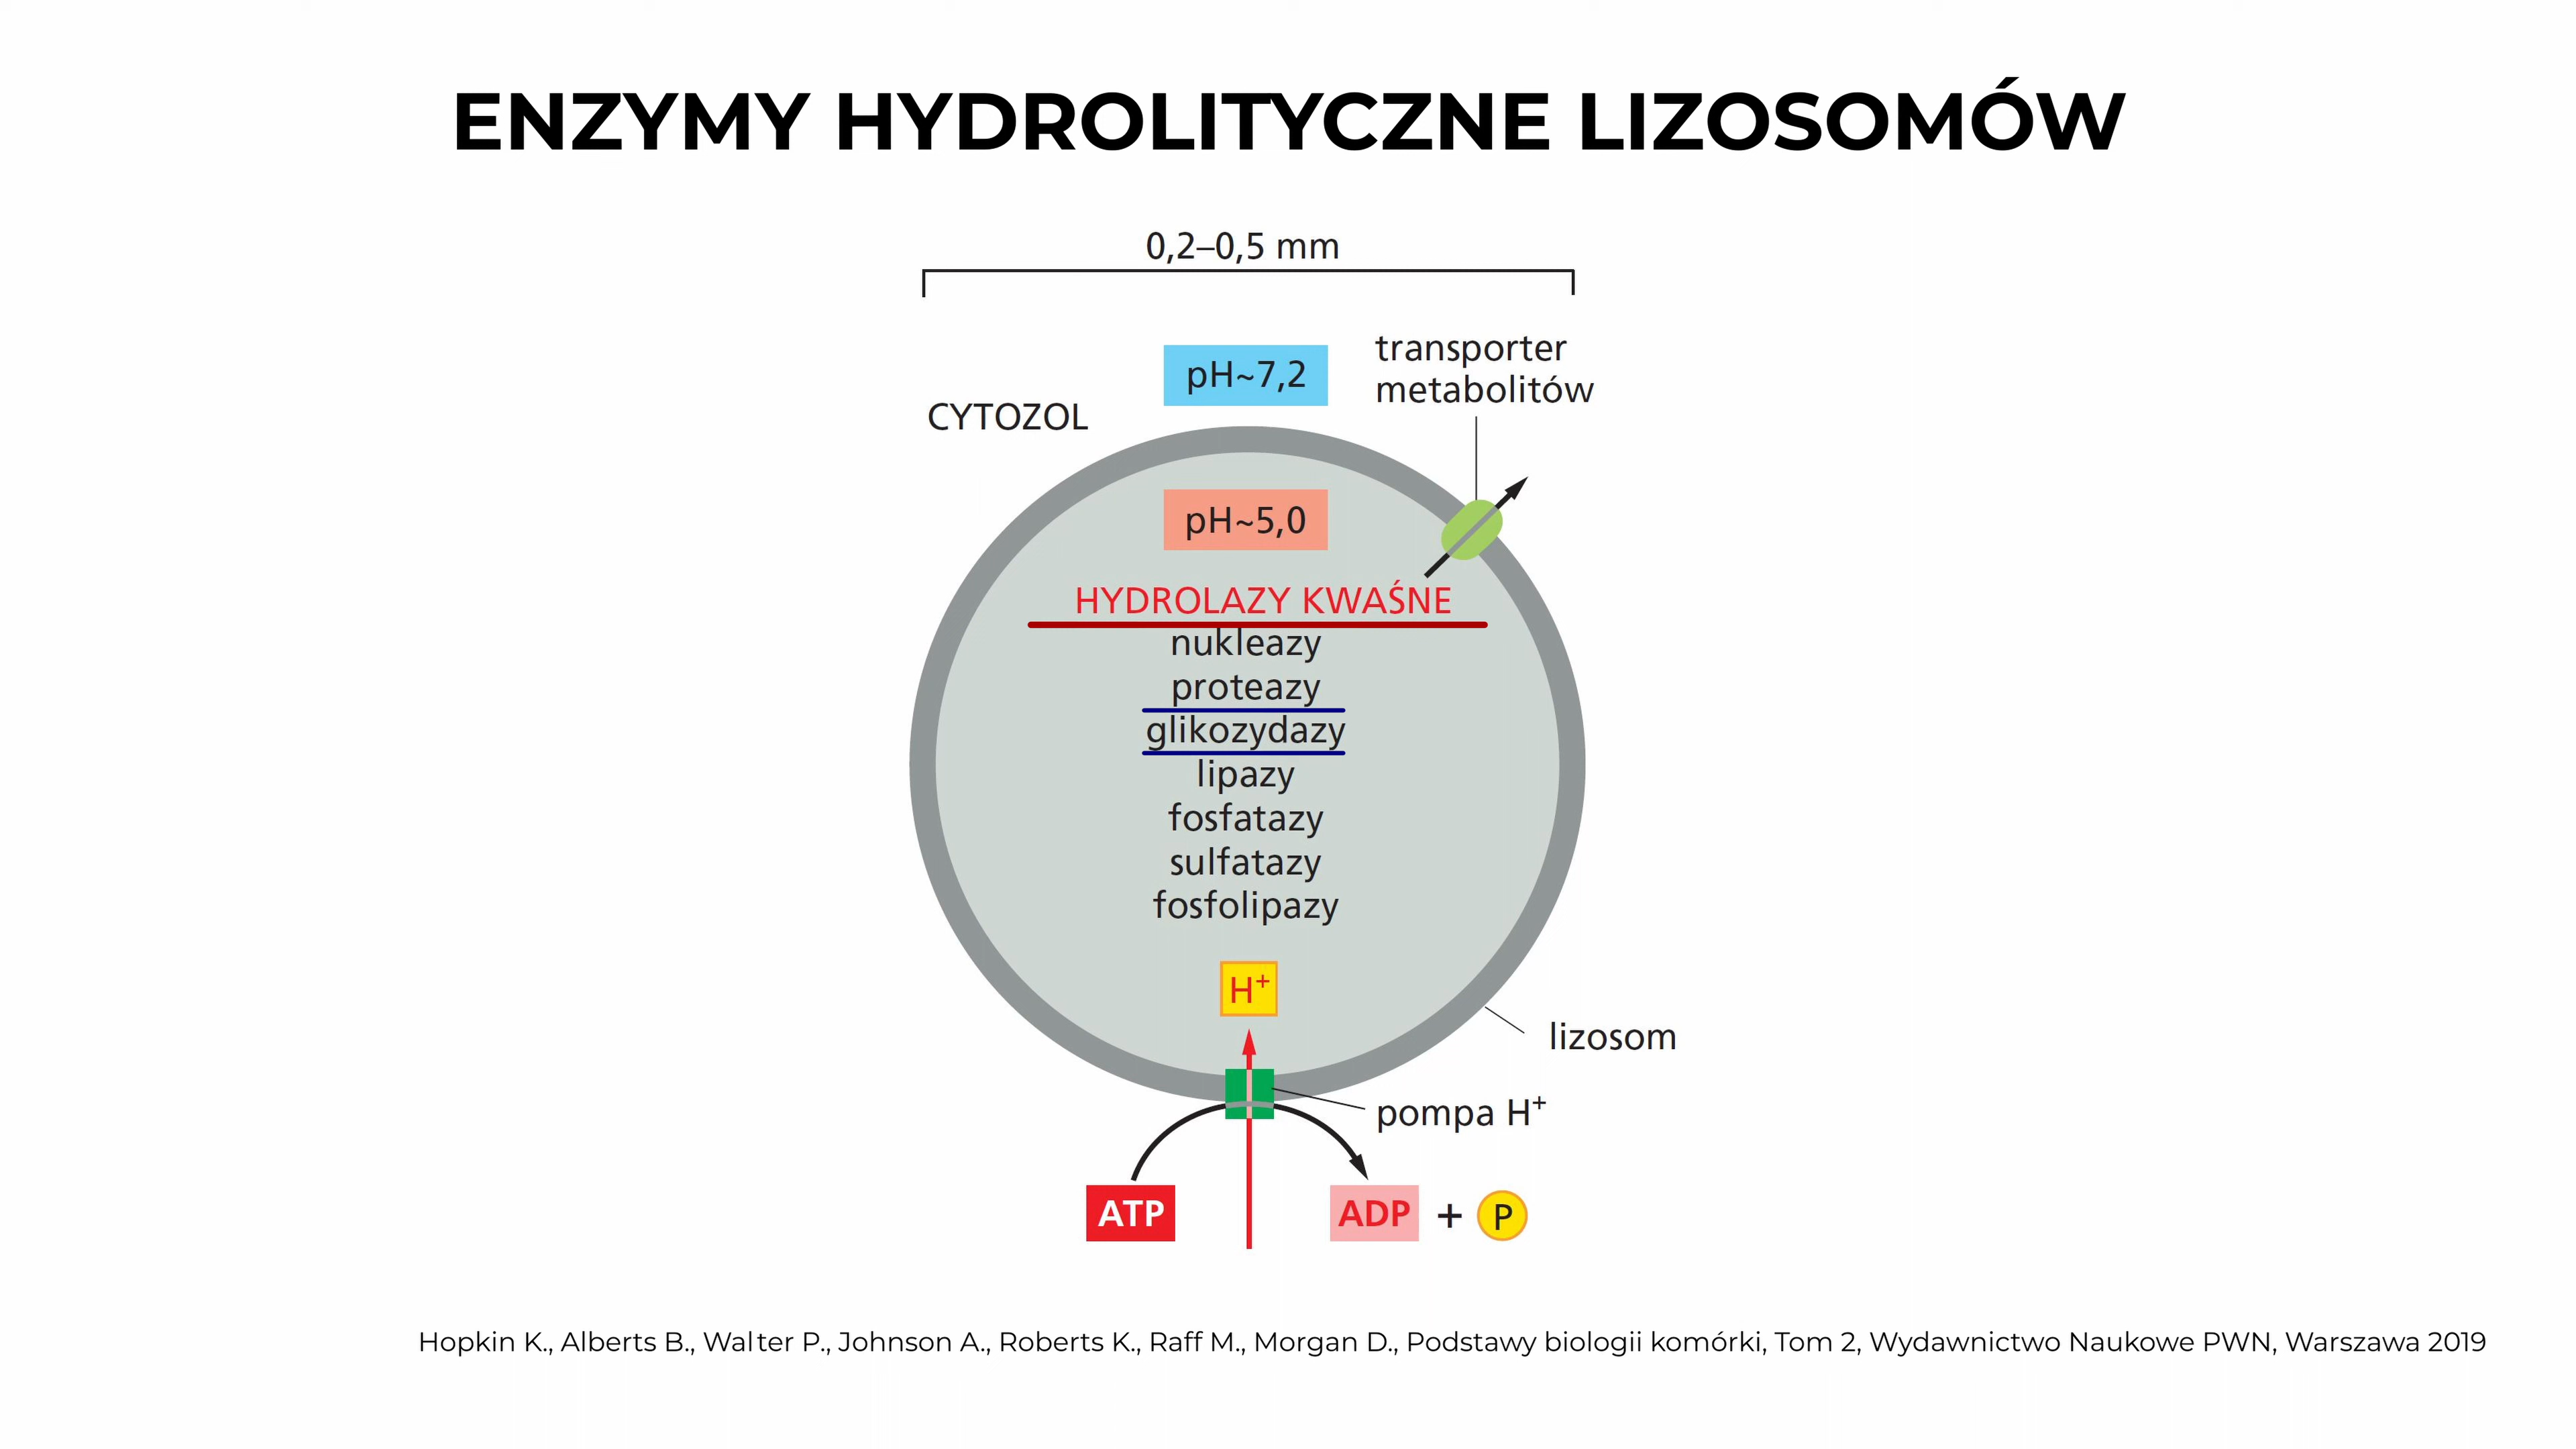 ENZYMY HYDROLITYCZNE LIZOSOMÓW
0,2–0,5 mm
pH~7,2
transporter
metabolitów
CYTOZOL
pH~5,0
HYDROLAZY KWAŚNE
nukleazy
proteazy
glikozydazy
lipazy
fosfatazy
sulfatazy
fosfolipazy
H⁺
lizosom
pompa H⁺
ATP
ADP + P
Hopkin K., Alberts B., Walter P., Johnson A., Roberts K., Raff M., Morgan D., Podstawy biologii komórki, Tom 2, Wydawnictwo Naukowe PWN, Warszawa 2019